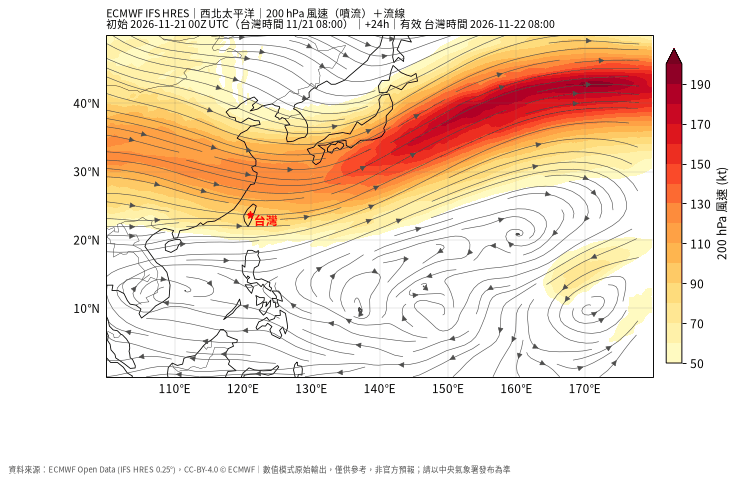 ECMWF IFS HRES｜西北太平洋｜200 hPa 風速（噴流）＋流線
初始 2026-11-21 00Z UTC（台灣時間 11/21 08:00）｜+24h｜有效 台灣時間 2026-11-22 08:00
40°N
30°N
20°N
10°N
110°E
120°E
130°E
140°E
150°E
160°E
170°E
台灣
190
170
150
130
110
90
70
50
200 hPa 風速 (kt)
資料來源：ECMWF Open Data (IFS HRES 0.25°)，CC-BY-4.0 © ECMWF｜數值模式原始輸出，僅供參考，非官方預報；請以中央氣象署發布為準